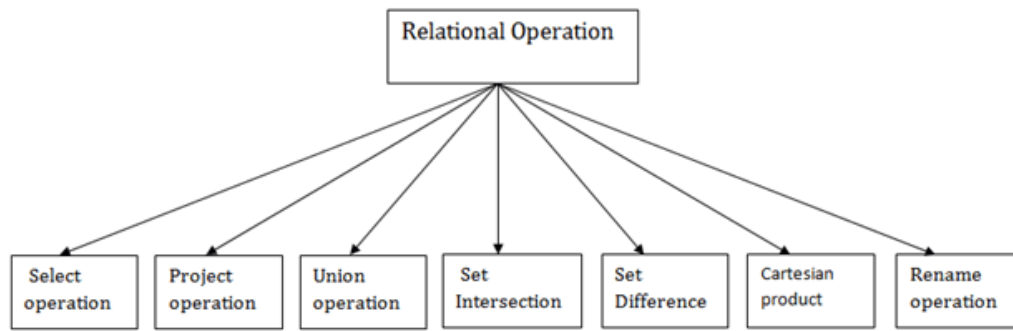 Relational Operation
Select
operation
Project
operation
Union
operation
Set
Intersection
Set
Difference
Cartesian
product
Rename
operation